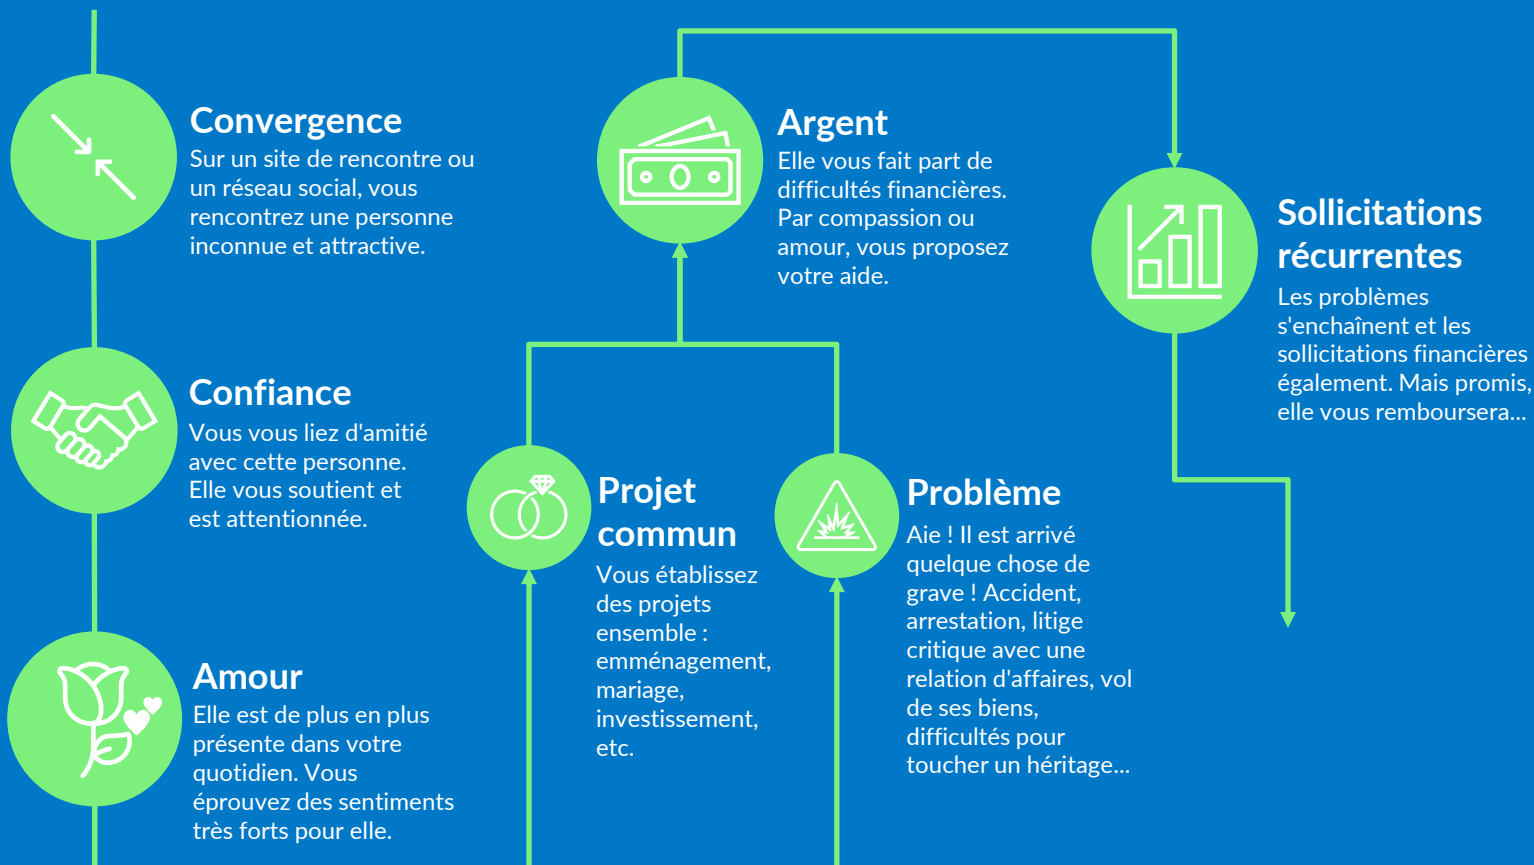 Convergence
Sur un site de rencontre ou
un réseau social, vous
rencontrez une personne
inconnue et attractive.
Confiance
Vous vous liez d'amitié
avec cette personne.
Elle vous soutient et
est attentionnée.
Amour
Elle est de plus en plus
présente dans votre
quotidien. Vous
éprouvez des sentiments
très forts pour elle.
Projet
commun
Vous établissez
des projets
ensemble :
emménagement,
mariage,
investissement,
etc.
Problème
Aie ! Il est arrivé
quelque chose de
grave ! Accident,
arrestation, litige
critique avec une
relation d'affaires, vol
de ses biens,
difficultés pour
toucher un héritage...
Argent
Elle vous fait part de
difficultés financières.
Par compassion ou
amour, vous proposez
votre aide.
Sollicitations
récurrentes
Les problèmes
s'enchaînent et les
sollicitations financières
également. Mais promis,
elle vous remboursera...